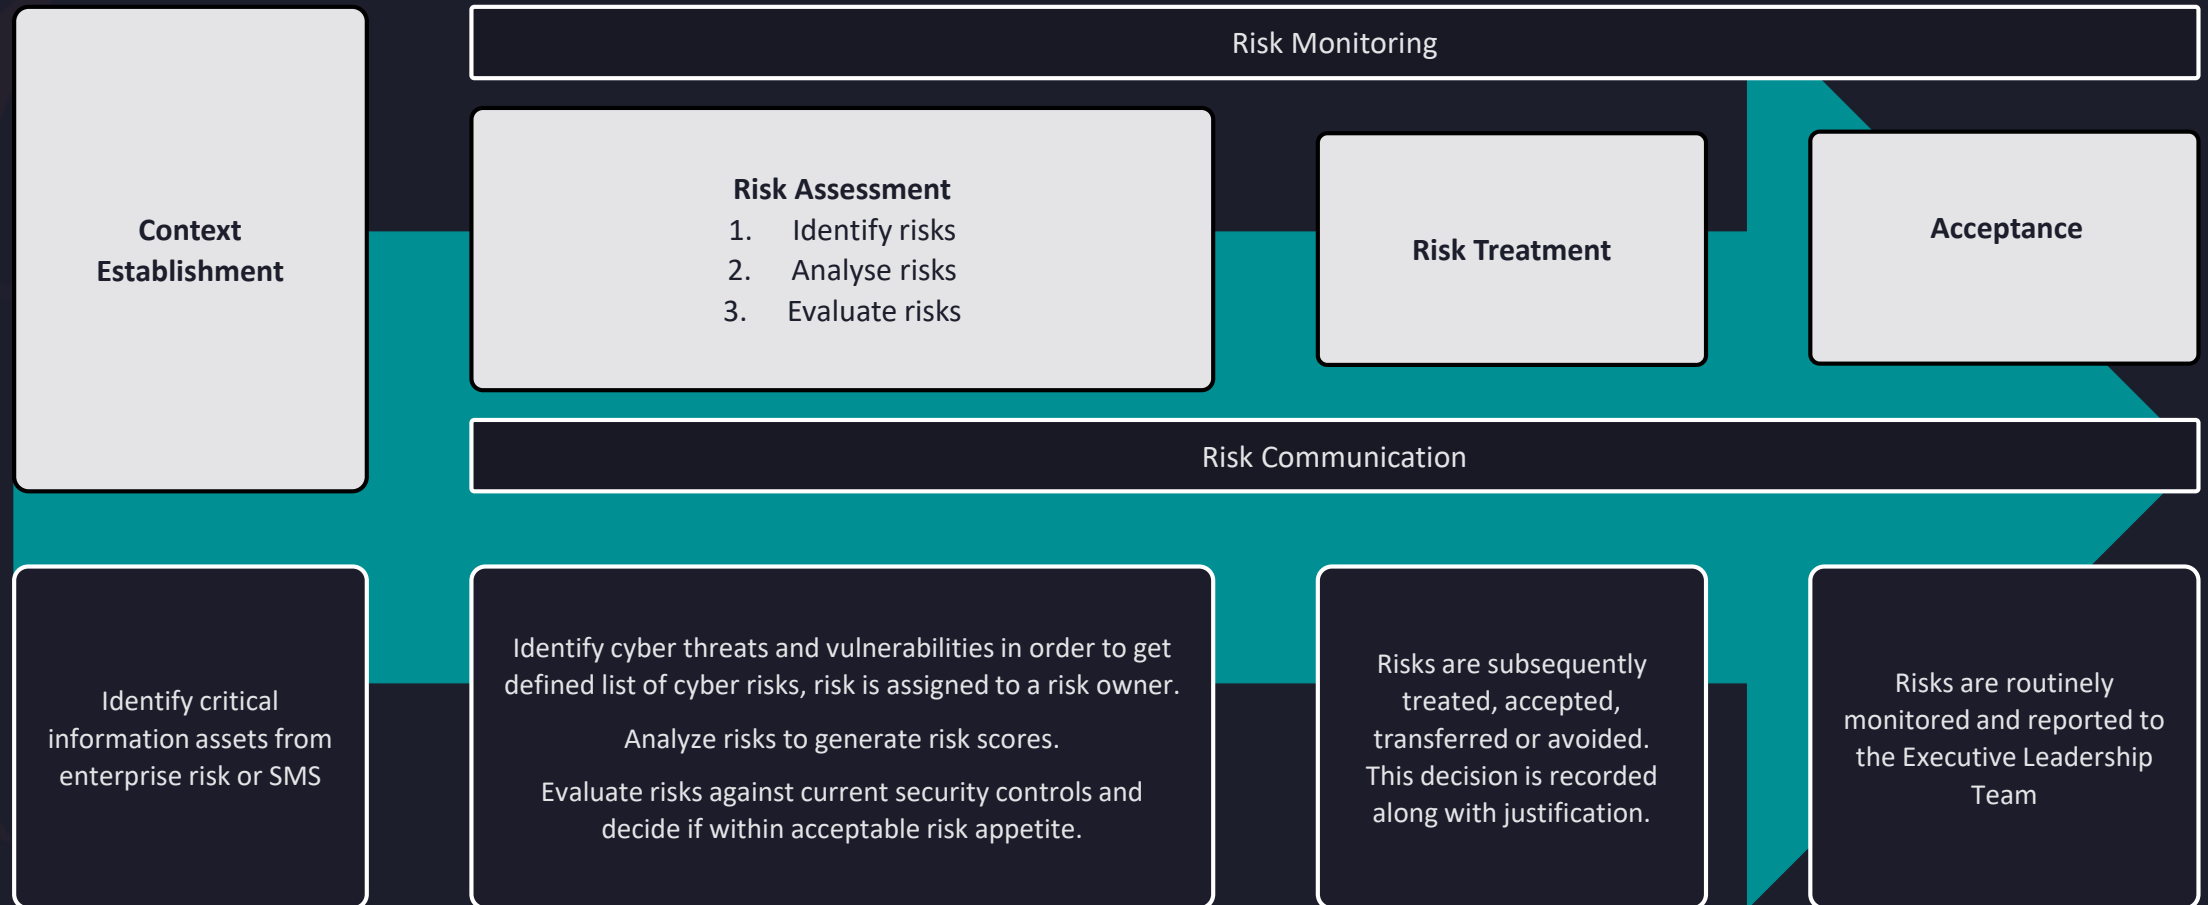 Risk Monitoring
Context
Establishment
Risk Assessment
1. Identify risks
2. Analyse risks
3. Evaluate risks
Risk Treatment
Acceptance
Risk Communication
Identify critical
information assets from
enterprise risk or SMS
Identify cyber threats and vulnerabilities in order to get
defined list of cyber risks, risk is assigned to a risk owner.
Analyze risks to generate risk scores.
Evaluate risks against current security controls and
decide if within acceptable risk appetite.
Risks are subsequently
treated, accepted,
transferred or avoided.
This decision is recorded
along with justification.
Risks are routinely
monitored and reported to
the Executive Leadership
Team